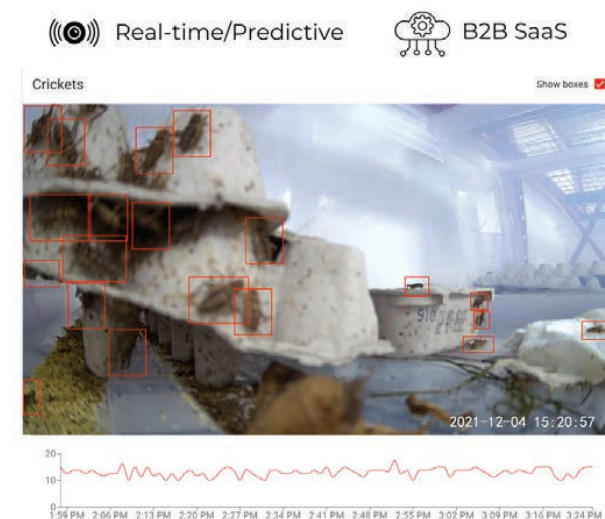 Real-time/Predictive
B2B SaaS
Crickets
Show boxes
2021-12-04 15:20:57
20
10
1:59 PM 2:06 PM 2:13 PM 2:20 PM 2:27 PM 2:34 PM 2:41 PM 2:48 PM 2:55 PM 3:02 PM 3:09 PM 3:16 PM 3:24 PM